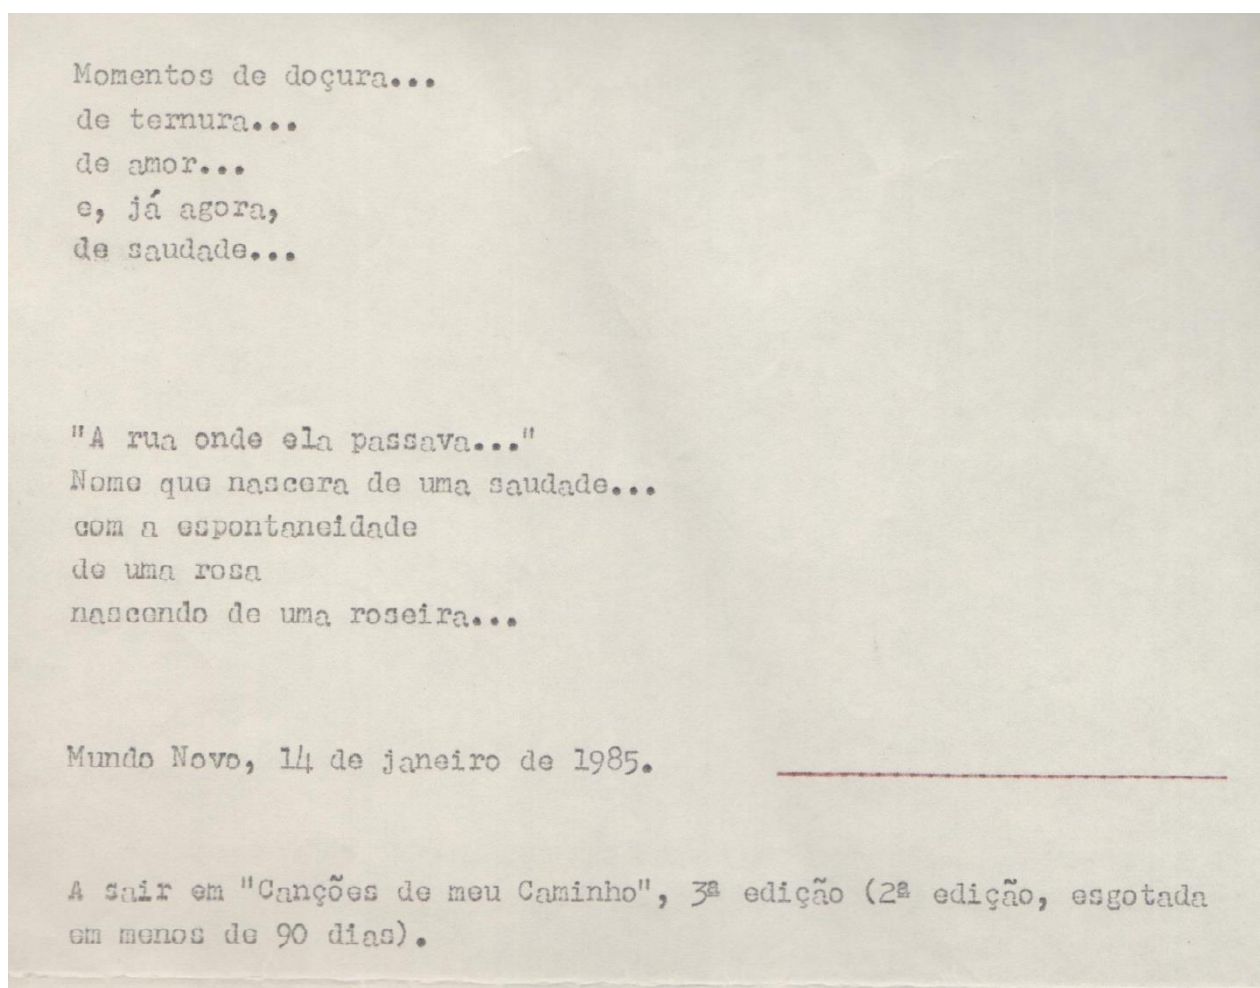 Momentos de doçura...
de ternura...
de amor...
e, já agora,
de saudade...
"A rua onde ela passava..."
Nome que nascera de uma saudade...
com a espontaneidade
de uma rosa
nascendo de uma roseira...
Mundo Novo, 14 de janeiro de 1985.
A sair em "Canções de meu Caminho", 3ª edição (2ª edição, esgotada
em menos de 90 dias).